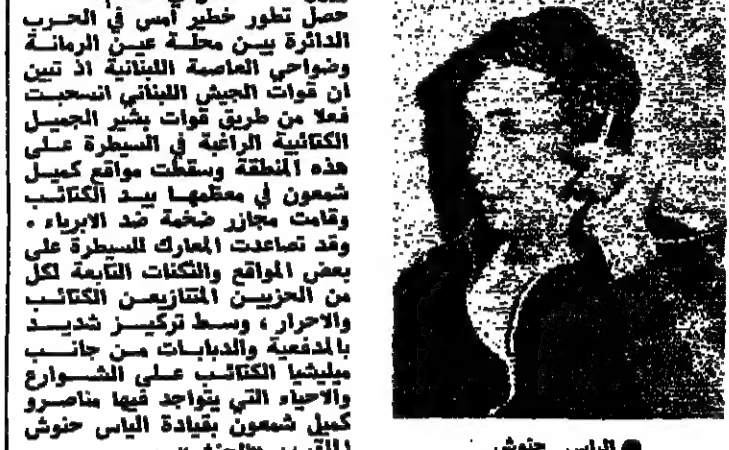 حصل تطور خطير أمس في الحرب
الدائرة بين محلة عين الرمانة
وضواحي العاصمة اللبنانية اذ تبين
ان قوات الجيش اللبناني انسحبت
فعلا من طريق قوات بشير الجميل
الكتائبية الراغبة في السيطرة على
هذه المنطقة وسقطت مواقع كميل
شمعون في معظمها بيد الكتائب
وقامت مجازر ضخمة ضد الابرياء .
وقد تصاعدت المعارك للسيطرة على
بعض المواقع والثكنات التابعة لكل
من الحزبين المتنازعين الكتائب
والاحرار ، وسط تركيز شديد
بالمدفعية والدبابات من جانب
ميليشيا الكتائب على الشوارع
والاحياء التي يتواجد فيها مناصرو
كميل شمعون بقيادة الياس حنوش
● الياس حنوش